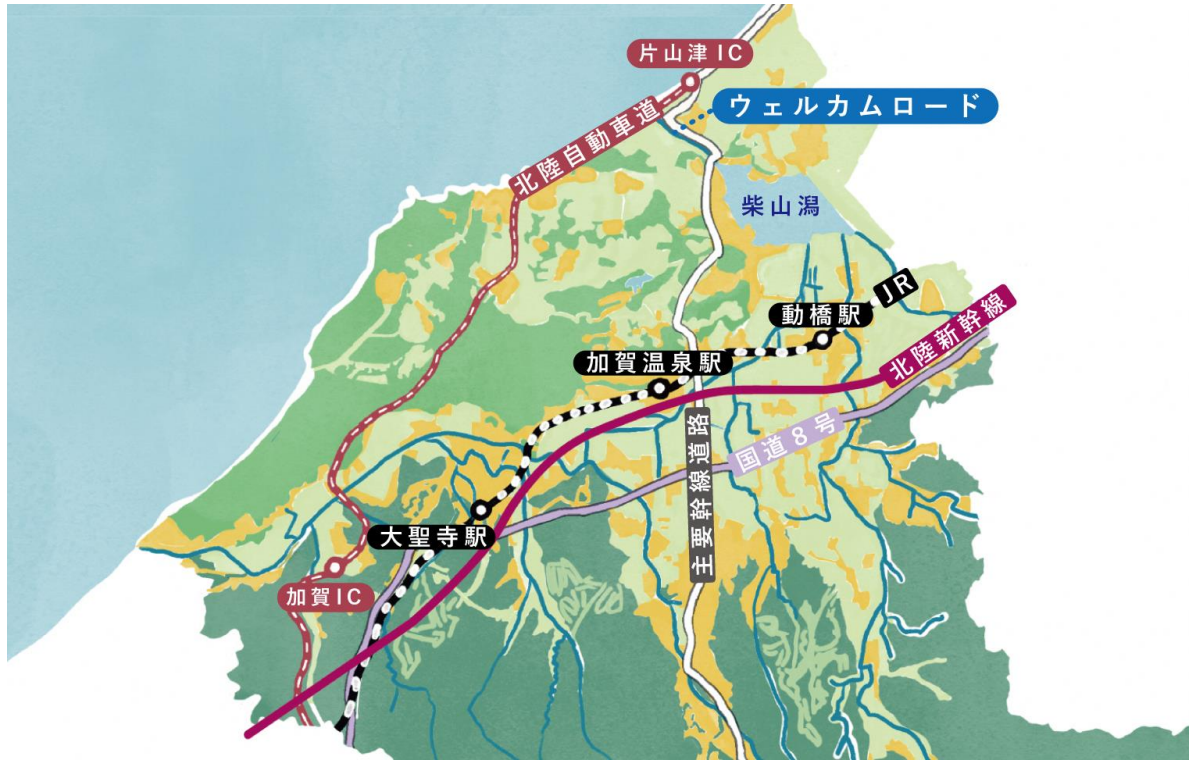 片山津IC
ウェルカムロード
北陸自動車道
柴山潟
JR
動橋駅
北陸新幹線
加賀温泉駅
国道8号
主要幹線道路
大聖寺駅
加賀IC